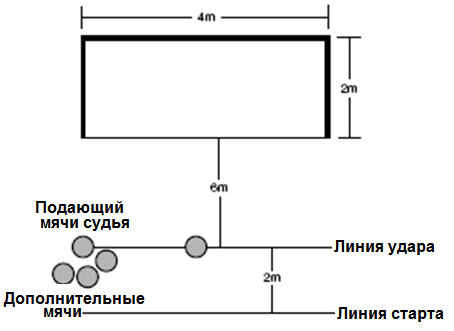 4m
2m
6m
Подающий
мячи судья
Линия удара
2m
Дополнительные
мячи
Линия старта